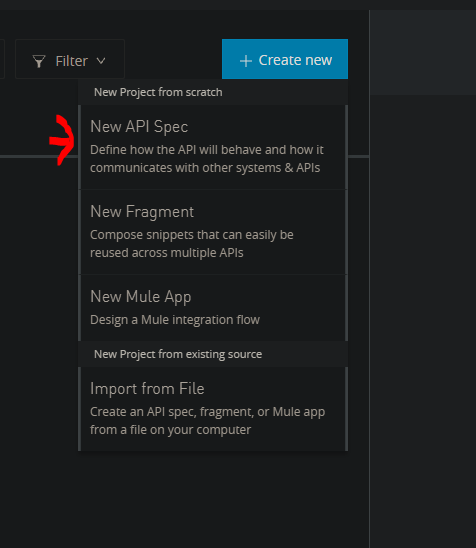 Filter
Create new
New Project from scratch
New API Spec
Define how the API will behave and how it
communicates with other systems & APIs
New Fragment
Compose snippets that can easily be
reused across multiple APIs
New Mule App
Design a Mule integration flow
New Project from existing source
Import from File
Create an API spec, fragment, or Mule app
from a file on your computer